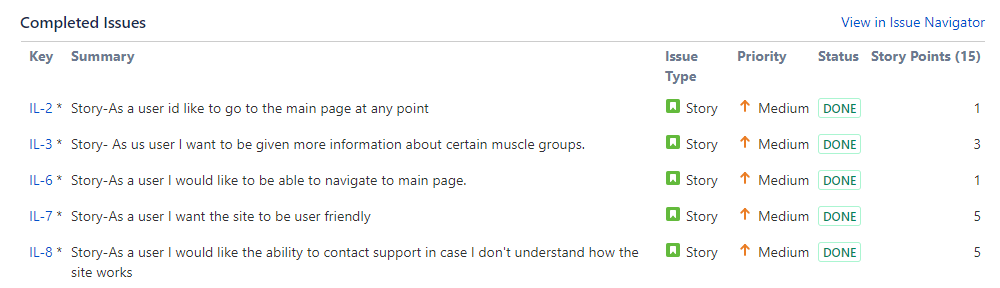 Completed Issues View in Issue Navigator
Key Summary Issue Type Priority Status Story Points (15)
IL-2 * Story-As a user id like to go to the main page at any point Story Medium DONE 1
IL-3 * Story- As us user I want to be given more information about certain muscle groups. Story Medium DONE 3
IL-6 * Story-As a user I would like to be able to navigate to main page. Story Medium DONE 1
IL-7 * Story-As a user I want the site to be user friendly Story Medium DONE 5
IL-8 * Story-As a user I would like the ability to contact support in case I don't understand how the Story Medium DONE 5
site works